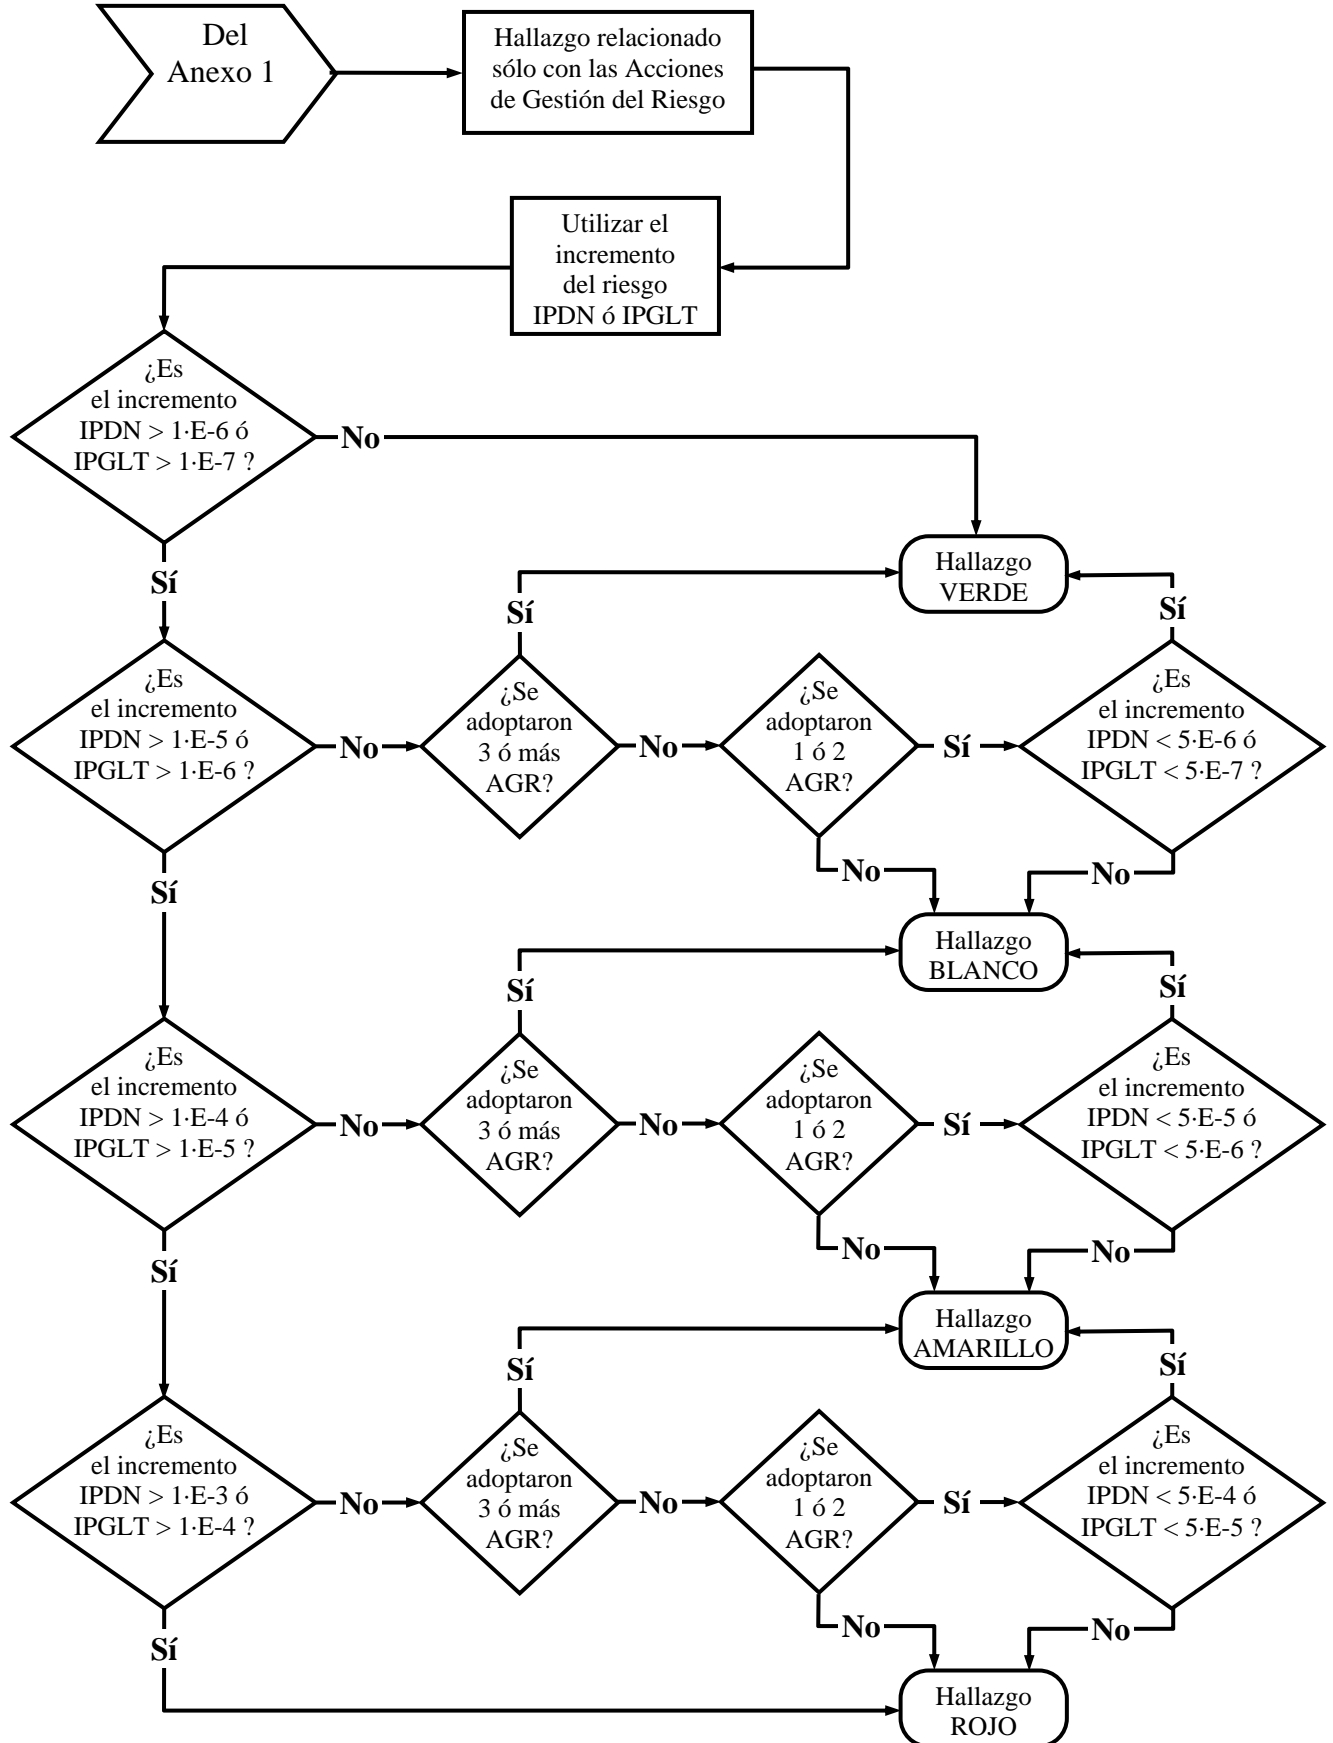 Del
Anexo 1
Hallazgo relacionado
sólo con las Acciones
de Gestión del Riesgo
Utilizar el
incremento
del riesgo
IPDN ó IPGLT
¿Es
el incremento
IPDN > 1·E-6 ó
IPGLT > 1·E-7 ?
No
Sí
Hallazgo
VERDE
¿Es
el incremento
IPDN > 1·E-5 ó
IPGLT > 1·E-6 ?
No
Sí
¿Se
adoptaron
3 ó más
AGR?
No
¿Se
adoptaron
1 ó 2
AGR?
Sí
Sí
¿Es
el incremento
IPDN < 5·E-6 ó
IPGLT < 5·E-7 ?
Sí
No
No
Hallazgo
BLANCO
¿Es
el incremento
IPDN > 1·E-4 ó
IPGLT > 1·E-5 ?
No
Sí
¿Se
adoptaron
3 ó más
AGR?
No
¿Se
adoptaron
1 ó 2
AGR?
Sí
Sí
¿Es
el incremento
IPDN < 5·E-5 ó
IPGLT < 5·E-6 ?
Sí
No
No
Hallazgo
AMARILLO
¿Es
el incremento
IPDN > 1·E-3 ó
IPGLT > 1·E-4 ?
No
Sí
¿Se
adoptaron
3 ó más
AGR?
No
¿Se
adoptaron
1 ó 2
AGR?
Sí
Sí
¿Es
el incremento
IPDN < 5·E-4 ó
IPGLT < 5·E-5 ?
Sí
No
No
Hallazgo
ROJO